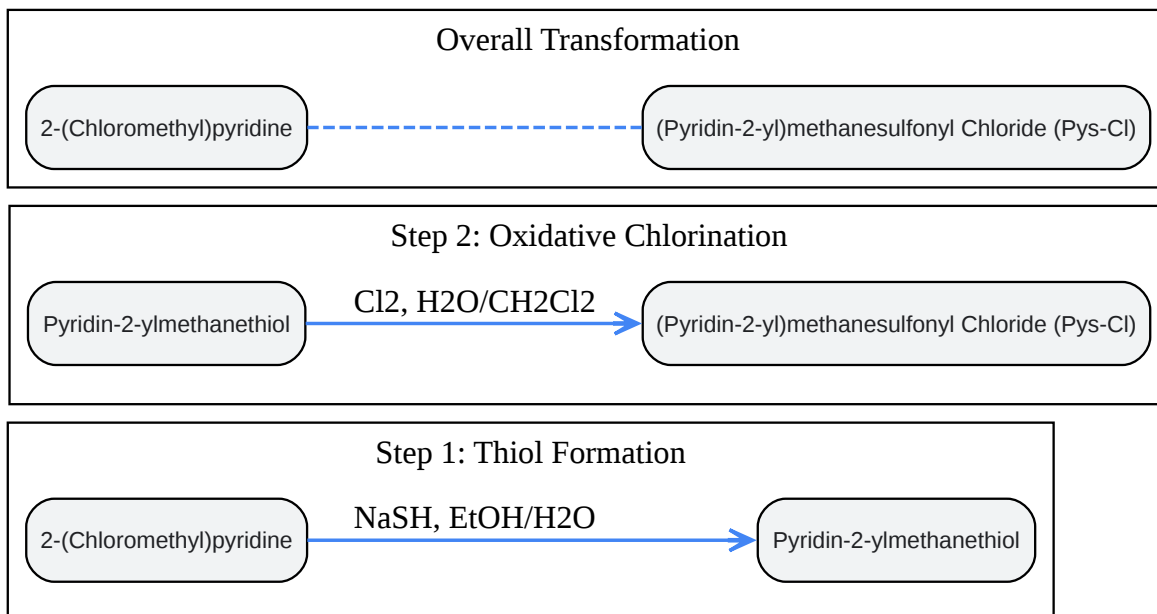 Overall Transformation
2-(Chloromethyl)pyridine
(Pyridin-2-yl)methanesulfonyl Chloride (Pys-Cl)
Step 2: Oxidative Chlorination
Cl2, H2O/CH2Cl2
Pyridin-2-ylmethanethiol
(Pyridin-2-yl)methanesulfonyl Chloride (Pys-Cl)
Step 1: Thiol Formation
NaSH, EtOH/H2O
2-(Chloromethyl)pyridine
Pyridin-2-ylmethanethiol